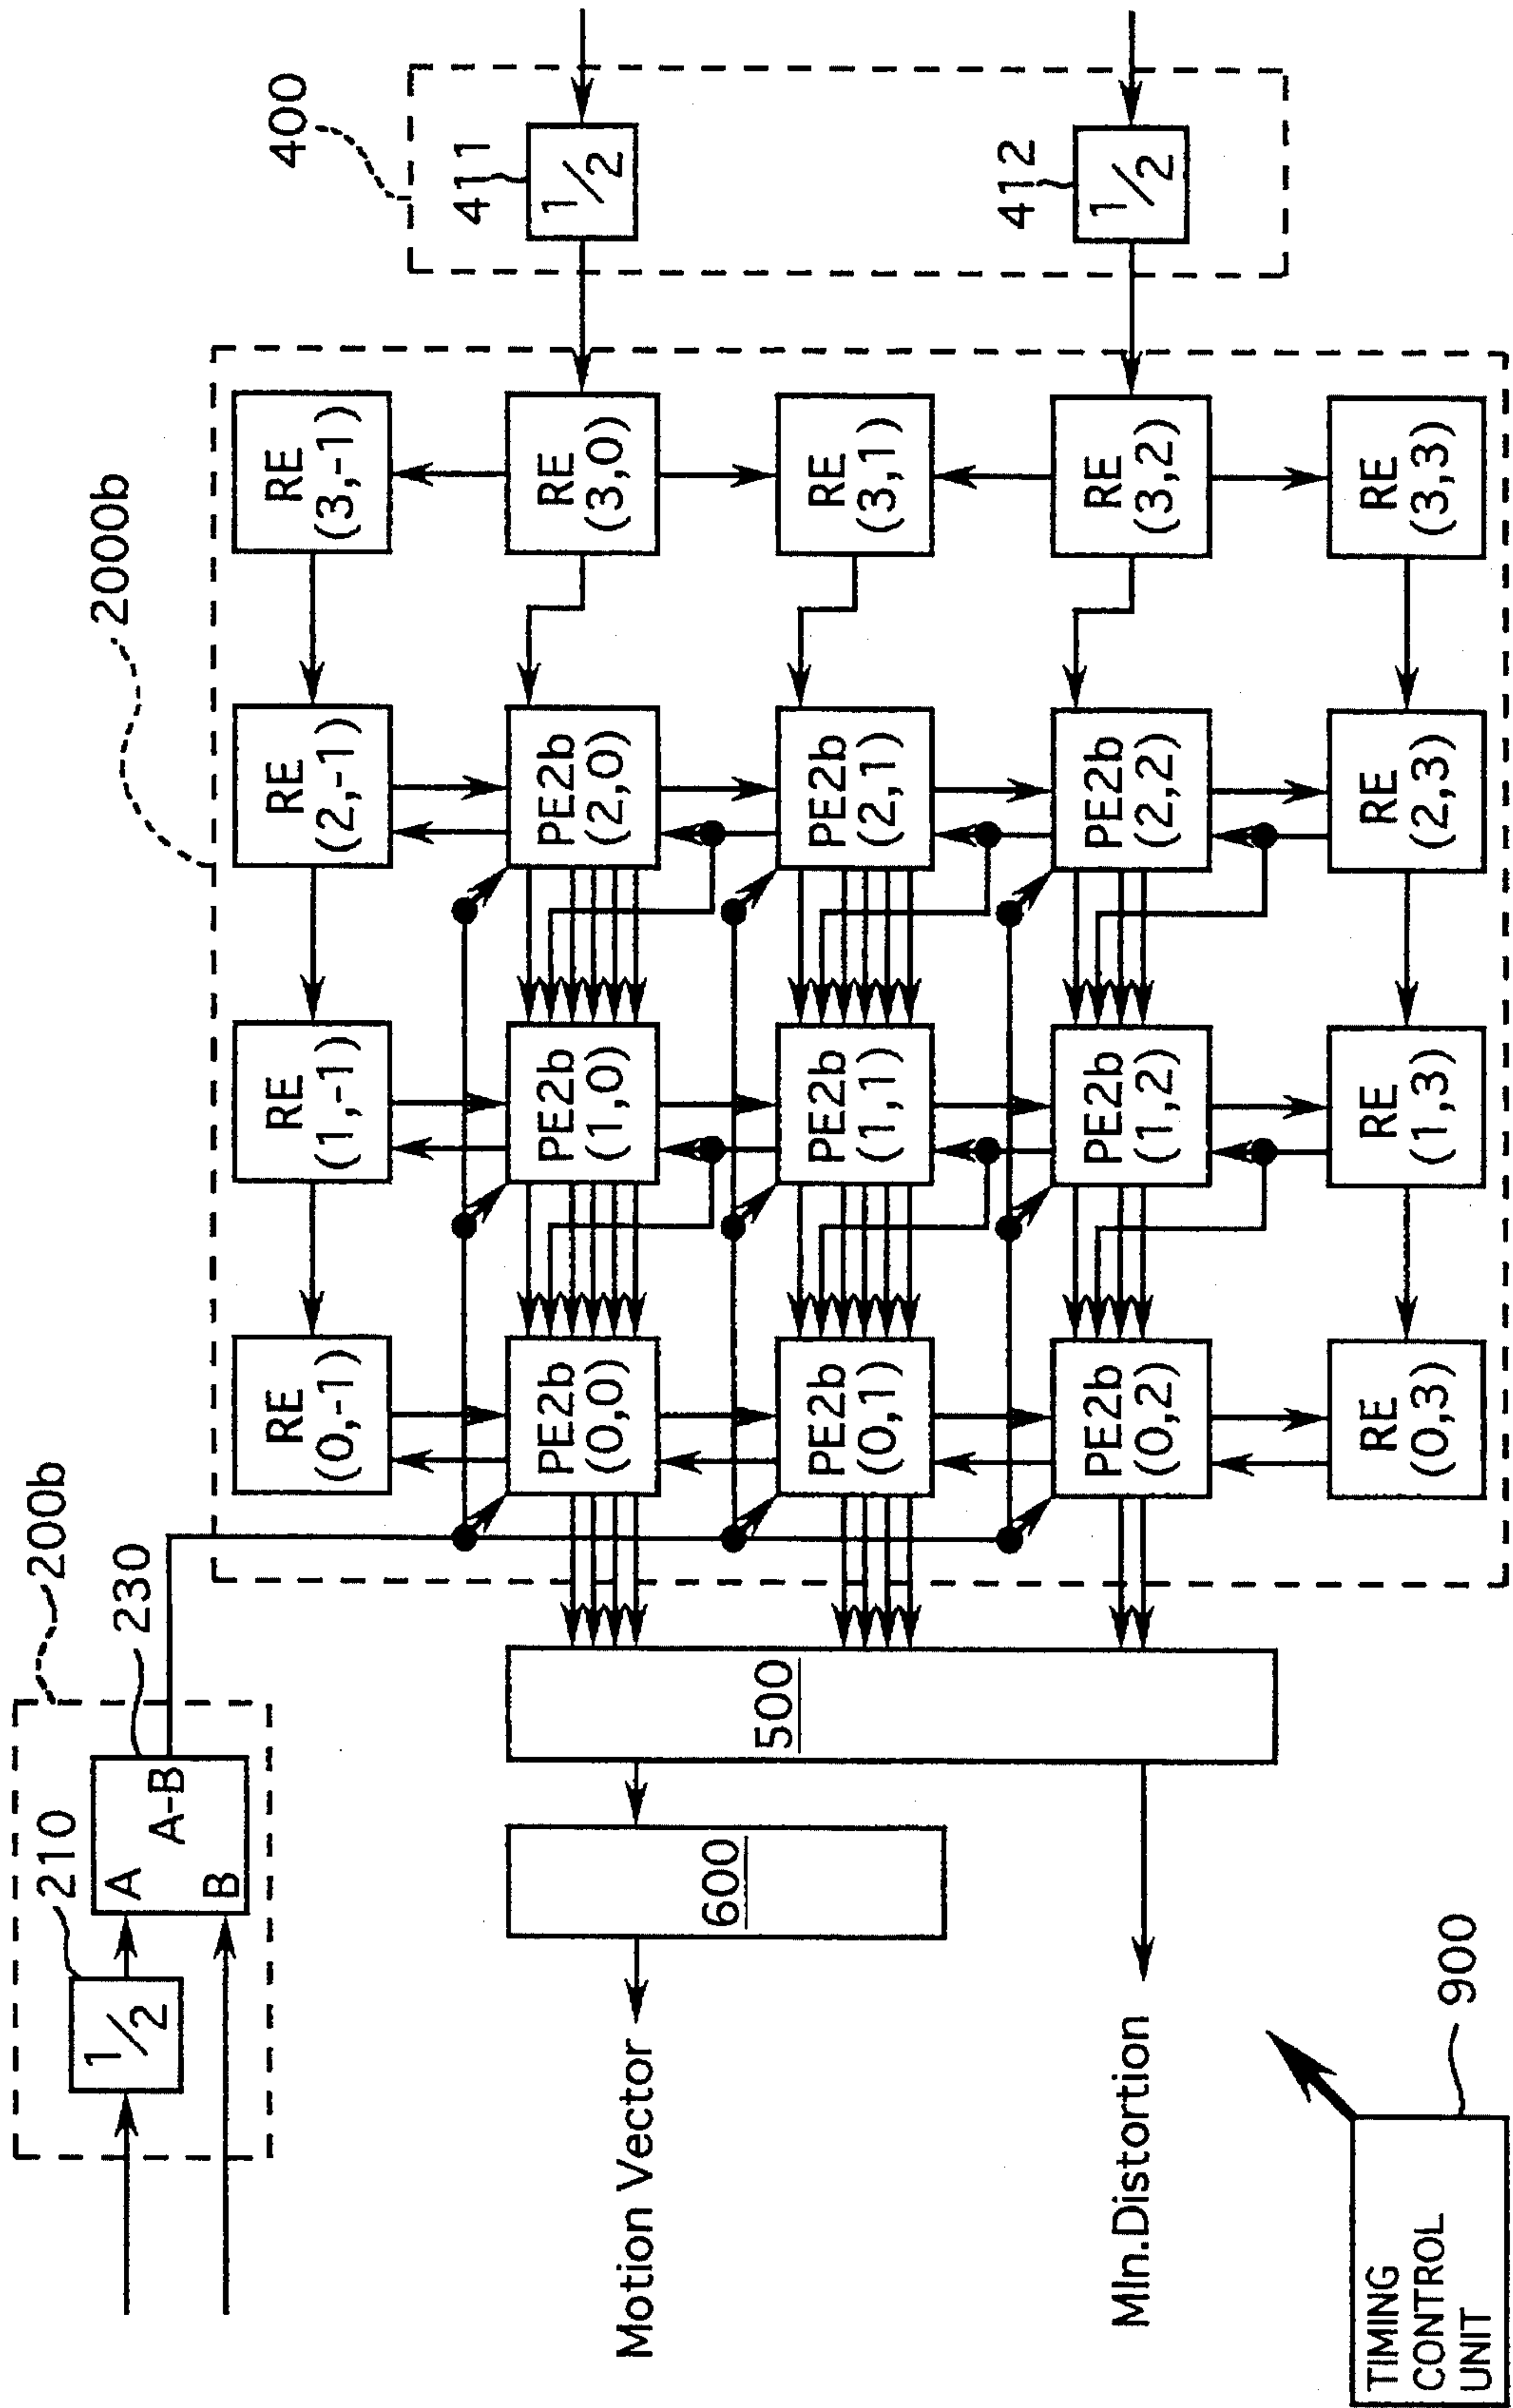 200b
210
230
1/2
A
A-B
B
2000b
400
RE
(0,-1)
RE
(1,-1)
RE
(2,-1)
RE
(3,-1)
411
1/2
PE2b
(0,0)
PE2b
(1,0)
PE2b
(2,0)
RE
(3,0)
600
500
PE2b
(0,1)
PE2b
(1,1)
PE2b
(2,1)
RE
(3,1)
412
1/2
PE2b
(0,2)
PE2b
(1,2)
PE2b
(2,2)
RE
(3,2)
RE
(0,3)
RE
(1,3)
RE
(2,3)
RE
(3,3)
Motion Vector
MIn.Distortion
900
TIMING
CONTROL
UNIT